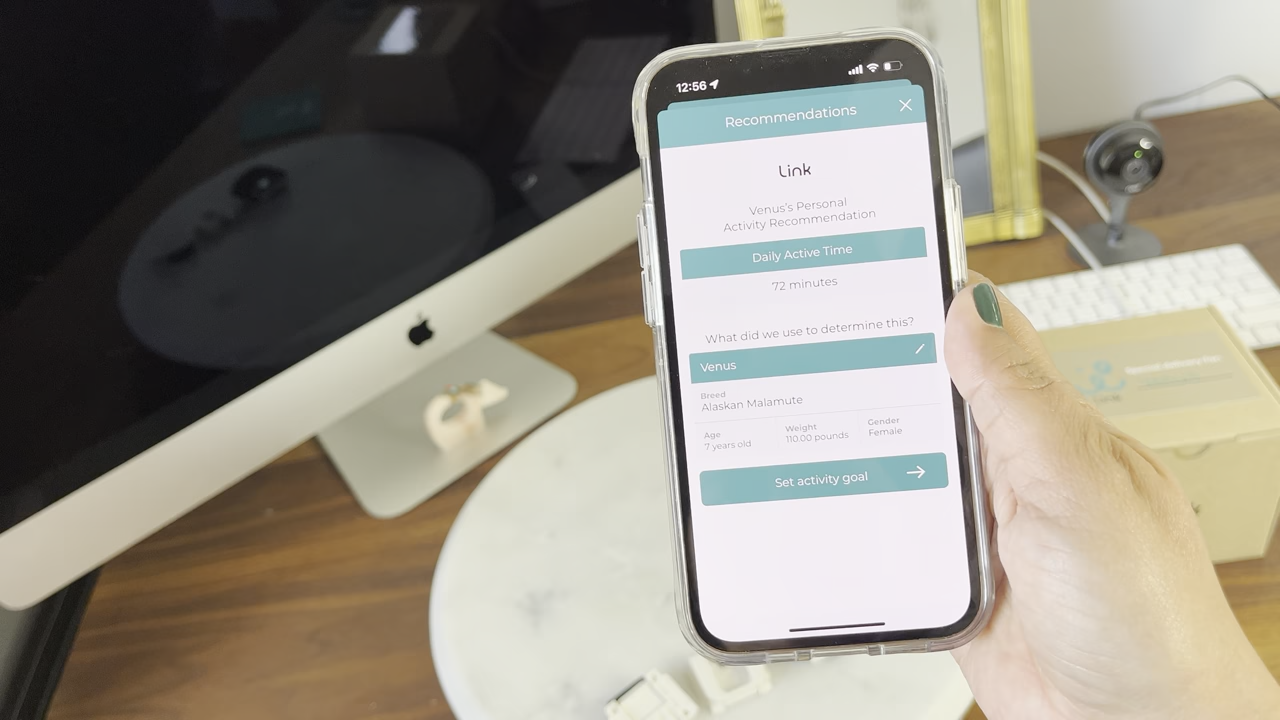 12:56
Recommendations
Link
Venus's Personal
Activity Recommendation
Daily Active Time
72 minutes
What did we use to determine this?
Venus
Breed
Alaskan Malamute
Age
7 years old
Weight
110.00 pounds
Gender
Female
Set activity goal